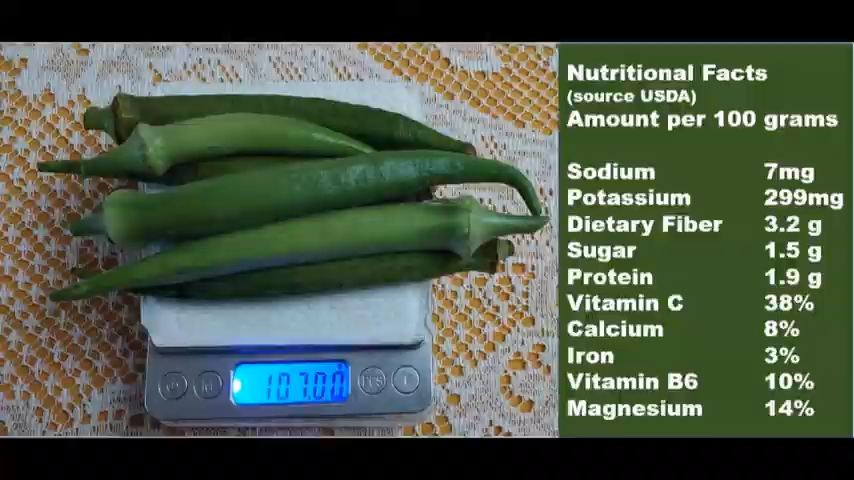 Nutritional Facts
(source USDA)
Amount per 100 grams
Sodium 7mg
Potassium 299mg
Dietary Fiber 3.2 g
Sugar 1.5 g
Protein 1.9 g
Vitamin C 38%
Calcium 8%
Iron 3%
Vitamin B6 10%
Magnesium 14%
107.00
PCS